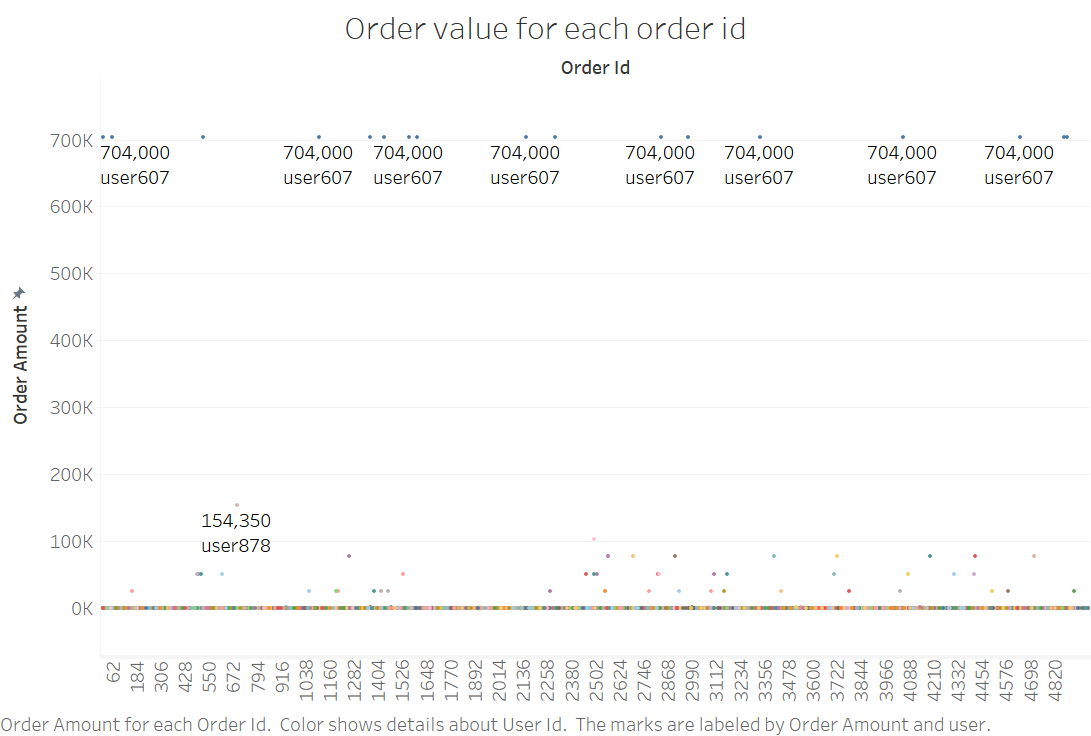 Order value for each order id
Order Id
Order Amount
700K
600K
500K
400K
300K
200K
100K
0K
704,000 704,000 704,000 704,000 704,000 704,000 704,000 704,000
user607 user607 user607 user607 user607 user607 user607 user607
154,350
user878
62 184 306 428 550 672 794 916 1038 1160 1282 1404 1526 1648 1770 1892 2014 2136 2258 2380 2502 2624 2746 2868 2990 3112 3234 3356 3478 3600 3722 3844 3966 4088 4210 4332 4454 4576 4698 4820
Order Amount for each Order Id. Color shows details about User Id. The marks are labeled by Order Amount and user.